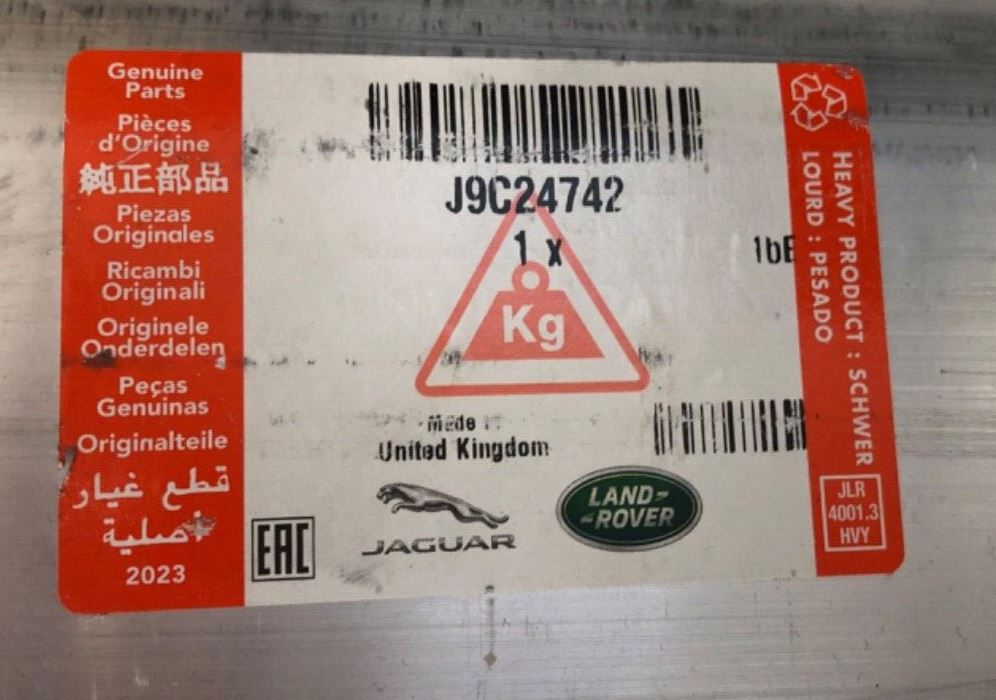 Genuine
Parts
Pièces
d'Origine
純正部品
Piezas
Originales
Ricambi
Originali
Originele
Onderdelen
Peças
Genuinas
Originalteile
قطع غيار
أصلية
2023
J9C24742
1 x
Kg
Made
United Kingdom
JAGUAR
LAND-
-ROVER
EAC
HEAVY PRODUCT : SCHWER
LOURD : PESADO
JLR
4001.3
HVY